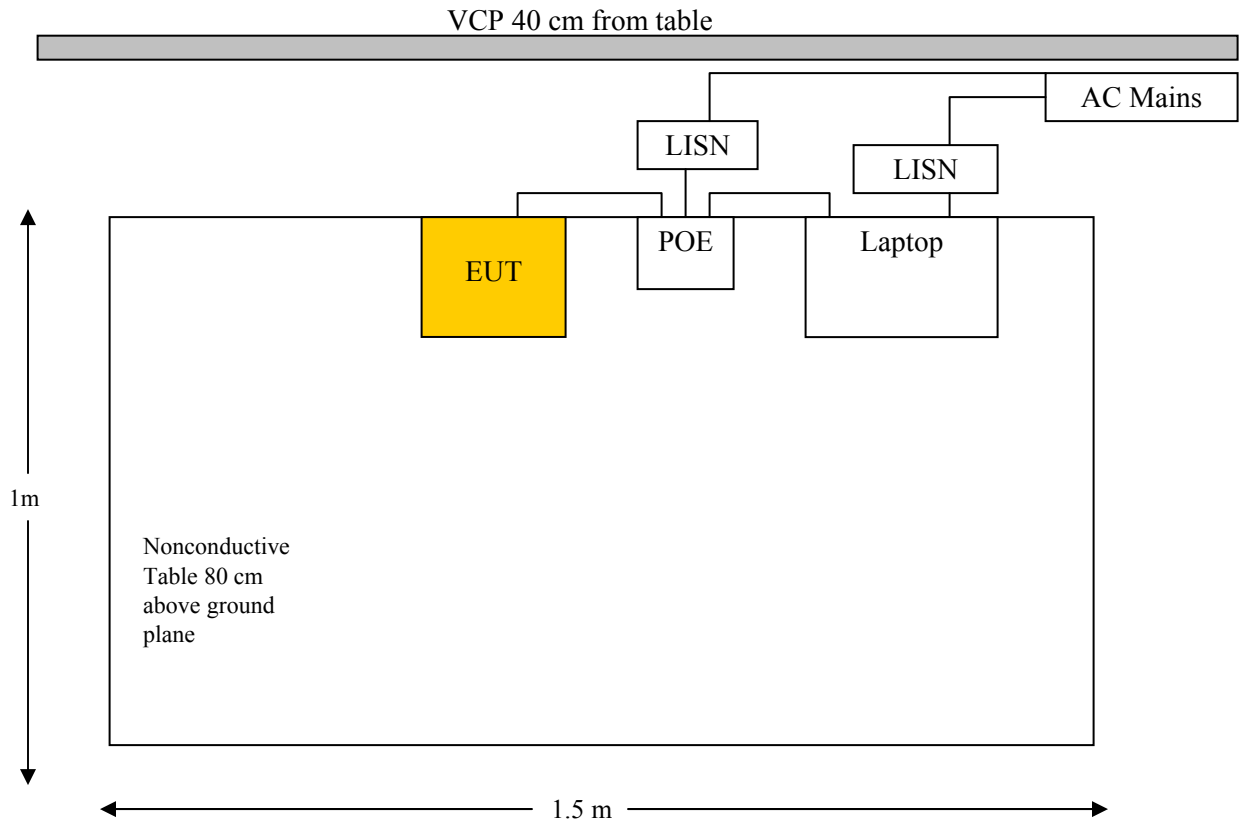 VCP 40 cm from table
AC Mains
LISN
LISN
EUT
POE
Laptop
1m
Nonconductive
Table 80 cm
above ground
plane
1.5 m